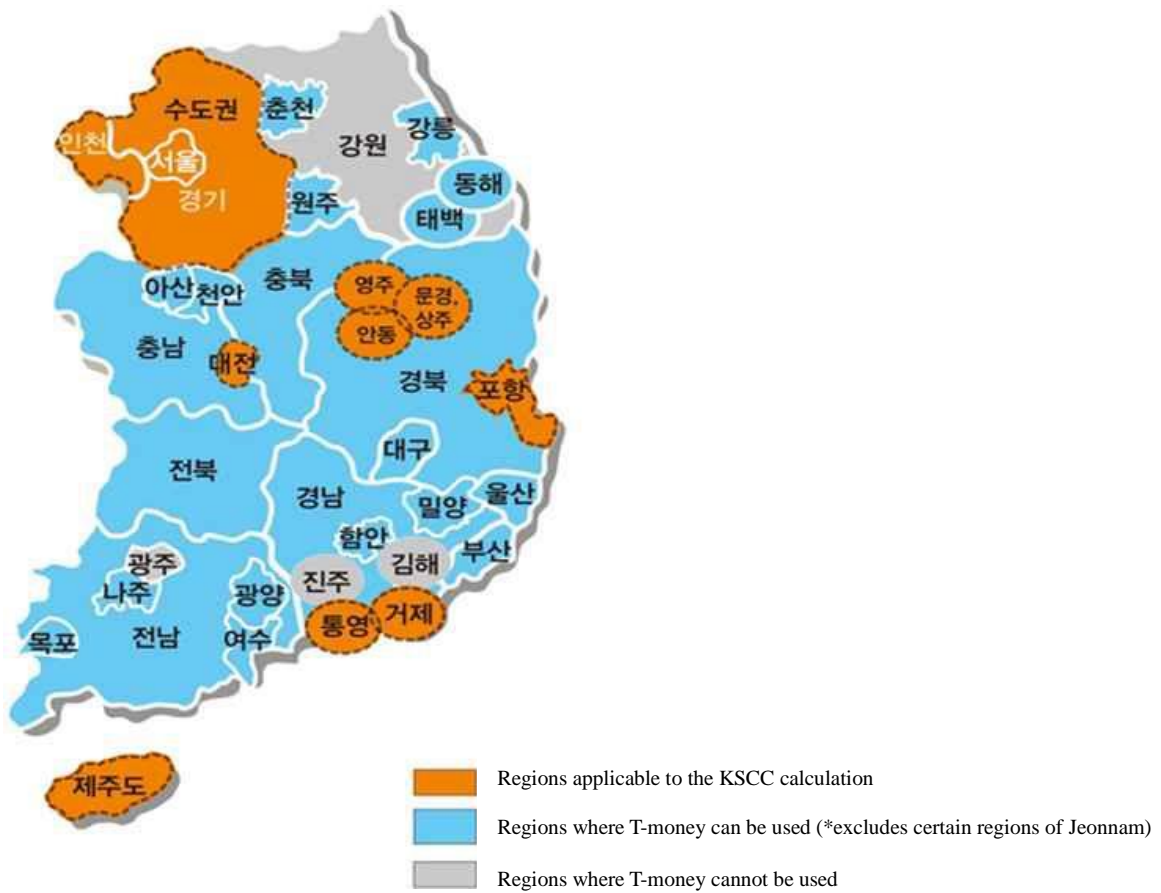 수도권
춘천
강릉
인천
서울
강원
경기
원주
동해
태백
아산
천안
충북
영주
문경,
상주
안동
충남
대전
경북
포항
대구
전북
경남
밀양
울산
함안
부산
광주
김해
나주
진주
광양
통영
거제
목포
전남
여수
제주도
Regions applicable to the KSCC calculation
Regions where T-money can be used (*excludes certain regions of Jeonnam)
Regions where T-money cannot be used